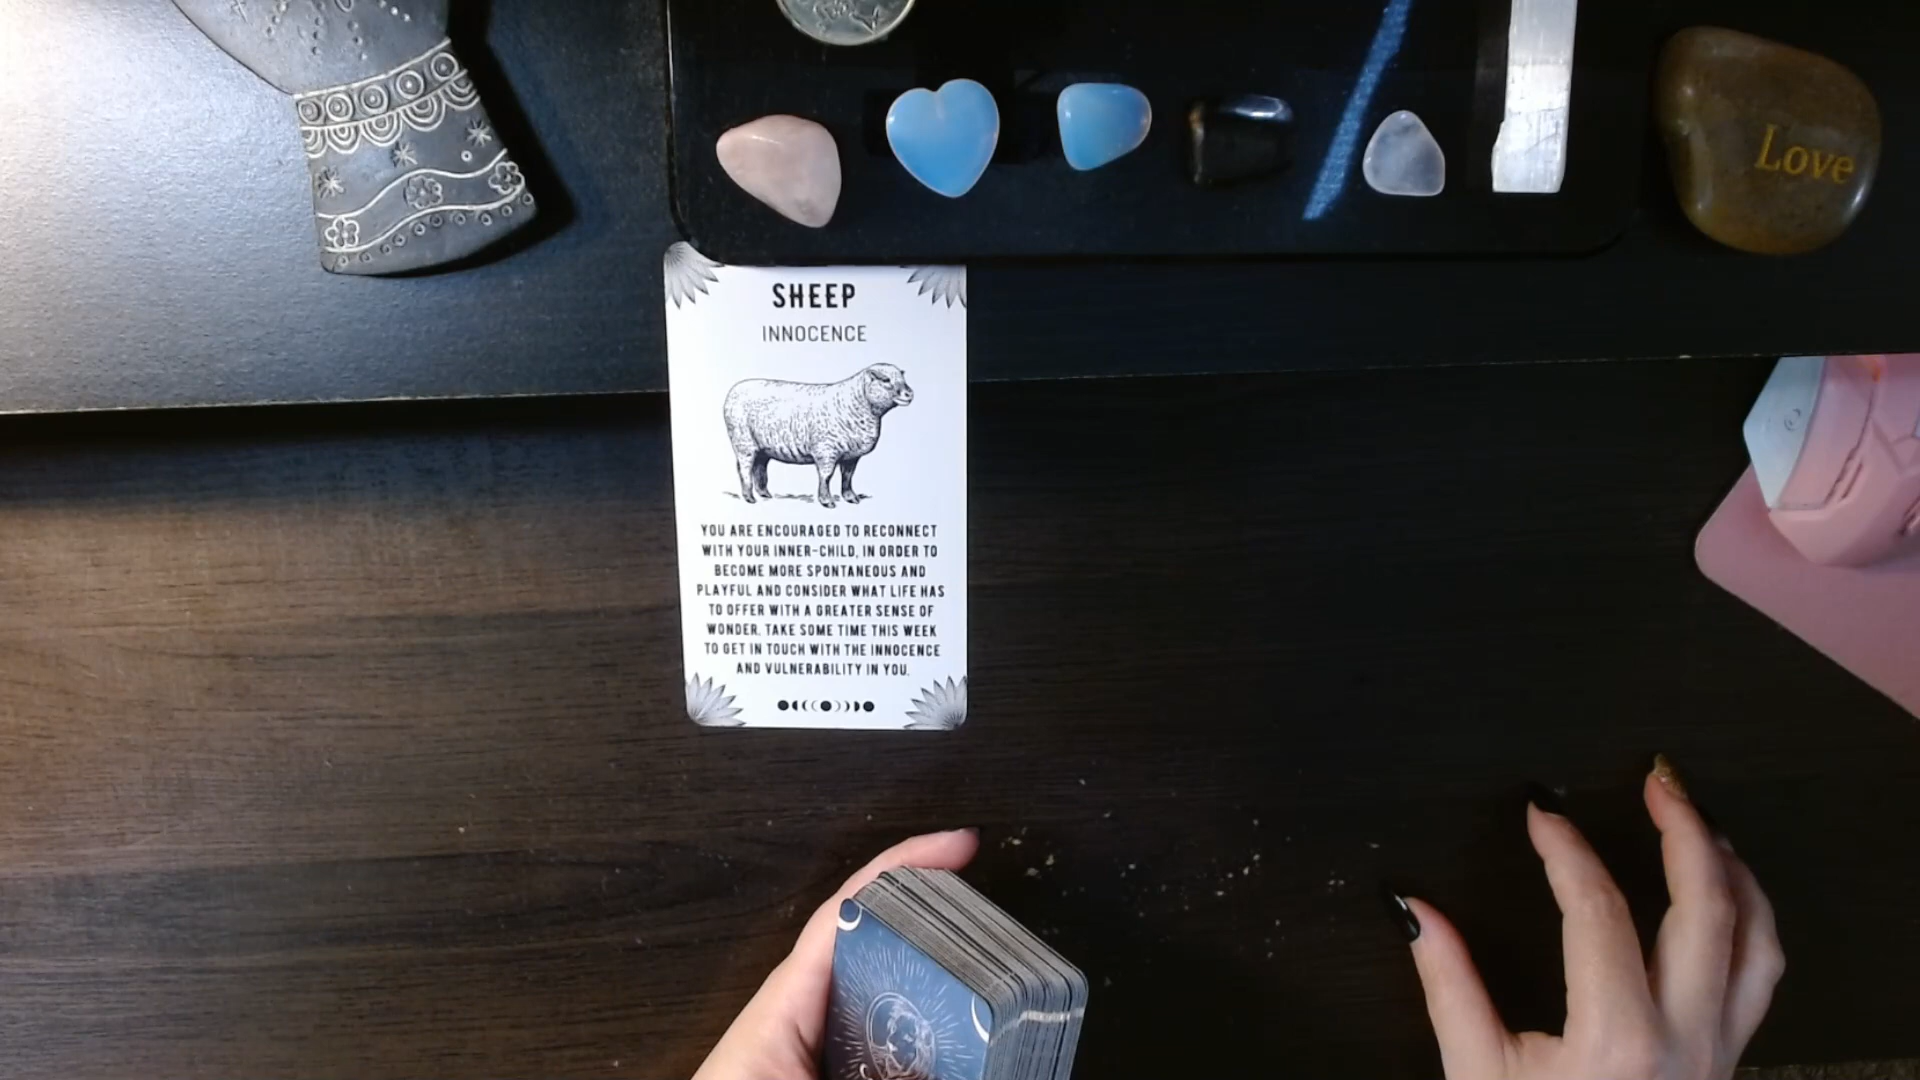 Love
SHEEP
INNOCENCE
YOU ARE ENCOURAGED TO RECONNECT
WITH YOUR INNER-CHILD, IN ORDER TO
BECOME MORE SPONTANEOUS AND
PLAYFUL AND CONSIDER WHAT LIFE HAS
TO OFFER WITH A GREATER SENSE OF
WONDER. TAKE SOME TIME THIS WEEK
TO GET IN TOUCH WITH THE INNOCENCE
AND VULNERABILITY IN YOU.